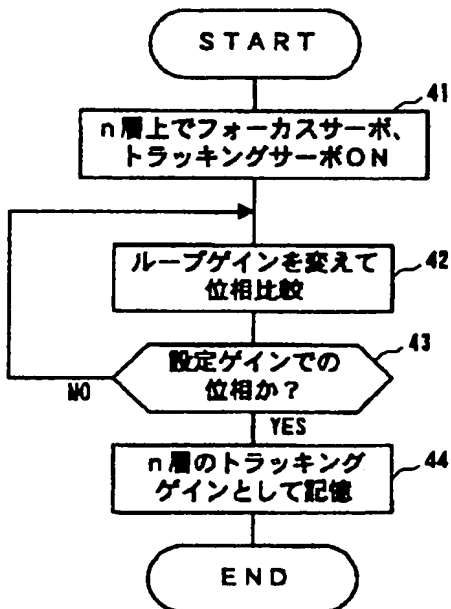 START
41
n層上でフォーカスサーボ、
トラッキングサーボON
ループゲインを変えて
位相比較
42
設定ゲインでの
位相か？
43
NO
YES
n層のトラッキング
ゲインとして記憶
44
END